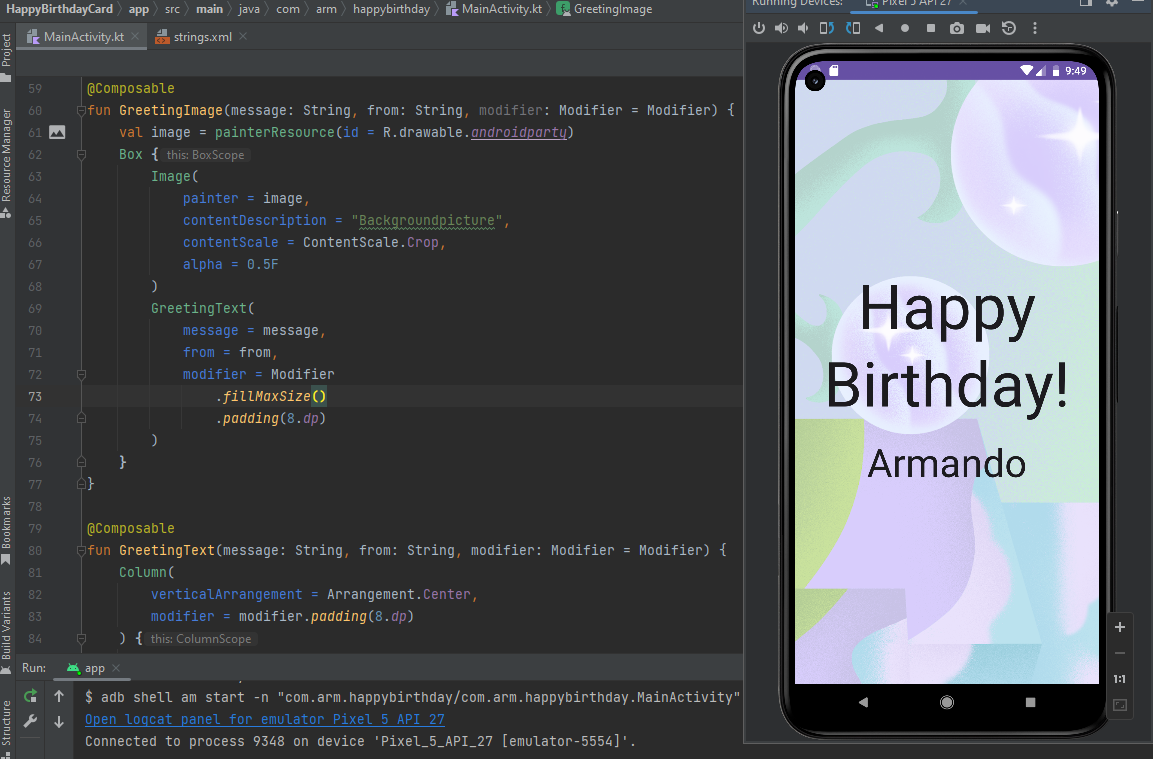 HappyBirthdayCard app src main java com arm happybirthday MainActivity.kt GreetingImage
MainActivity.kt strings.xml
Project
Resource Manager
Bookmarks
Build Variants
Structure
59 @Composable
60 fun GreetingImage(message: String, from: String, modifier: Modifier = Modifier) {
61 val image = painterResource(id = R.drawable.androidparty)
62 Box { this: BoxScope
63 Image(
64 painter = image,
65 contentDescription = "Backgroundpicture",
66 contentScale = ContentScale.Crop,
67 alpha = 0.5F
68 )
69 GreetingText(
70 message = message,
71 from = from,
72 modifier = Modifier
73 .fillMaxSize()
74 .padding(8.dp)
75 )
76 }
77 }
78
79 @Composable
80 fun GreetingText(message: String, from: String, modifier: Modifier = Modifier) {
81 Column(
82 verticalArrangement = Arrangement.Center,
83 modifier = modifier.padding(8.dp)
84 ) { this: ColumnScope
Run: app
$ adb shell am start -n "com.arm.happybirthday/com.arm.happybirthday.MainActivity"
Open logcat panel for emulator Pixel 5 API 27
Connected to process 9348 on device 'Pixel_5_API_27 [emulator-5554]'.
Running Devices: Pixel 5 API 27
9:49
Happy
Birthday!
Armando
1:1